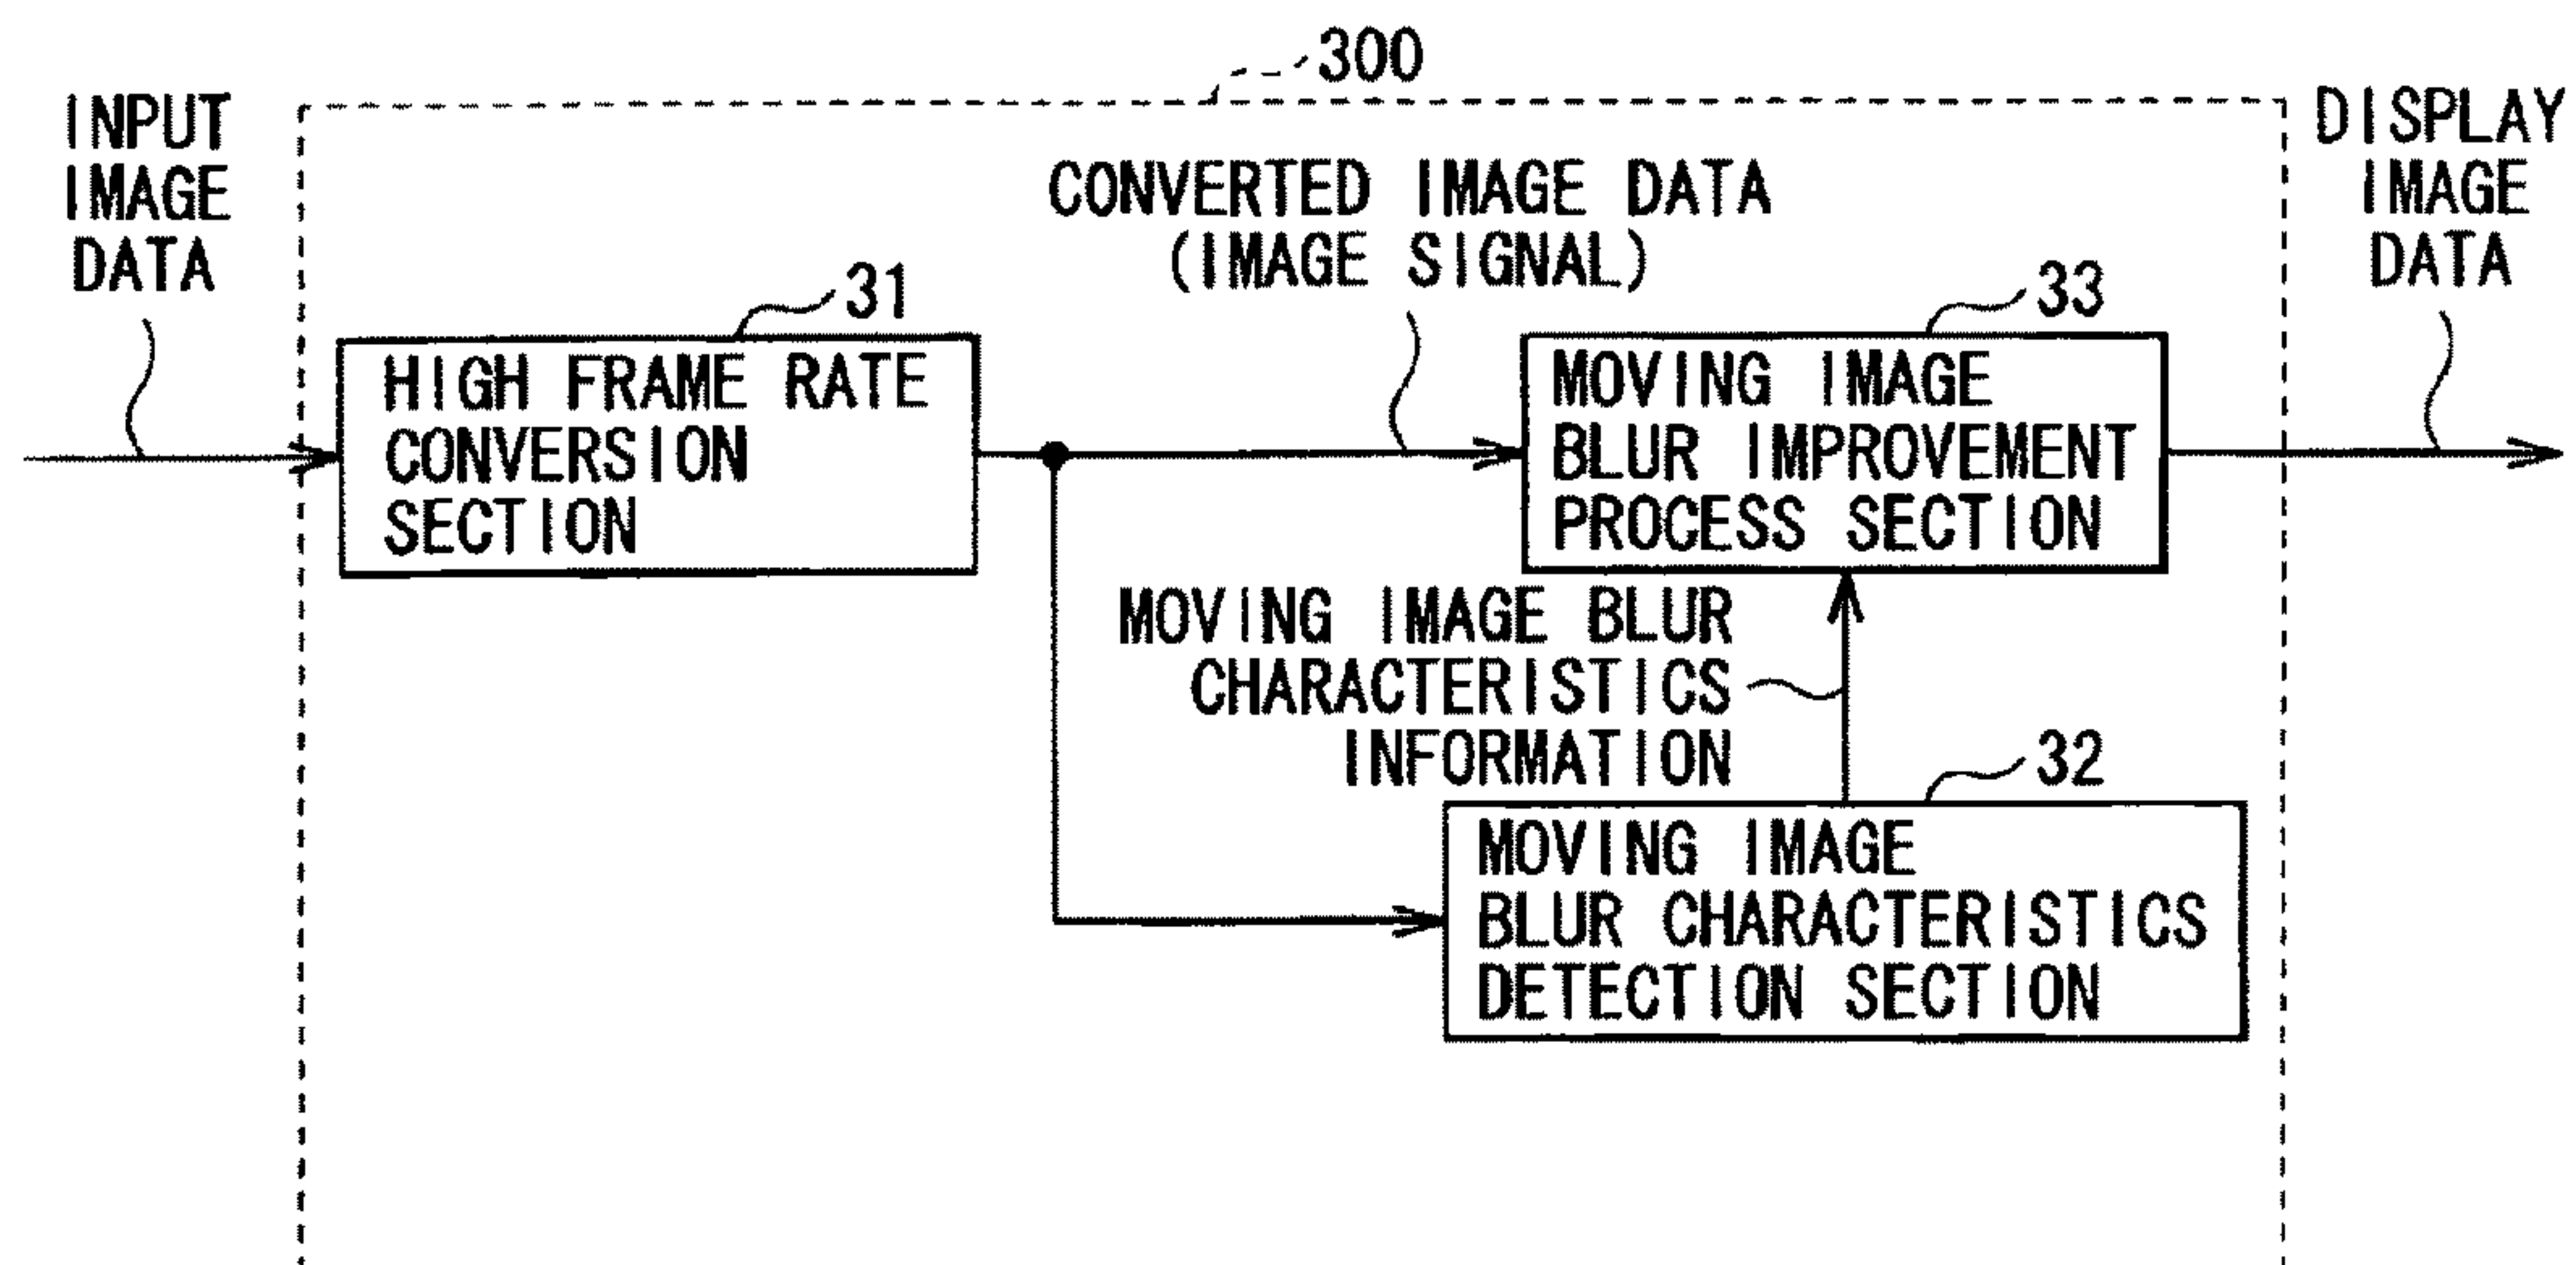 300
INPUT
IMAGE
DATA
CONVERTED IMAGE DATA
(IMAGE SIGNAL)
DISPLAY
IMAGE
DATA
31
HIGH FRAME RATE
CONVERSION
SECTION
33
MOVING IMAGE
BLUR IMPROVEMENT
PROCESS SECTION
MOVING IMAGE BLUR
CHARACTERISTICS
INFORMATION
32
MOVING IMAGE
BLUR CHARACTERISTICS
DETECTION SECTION